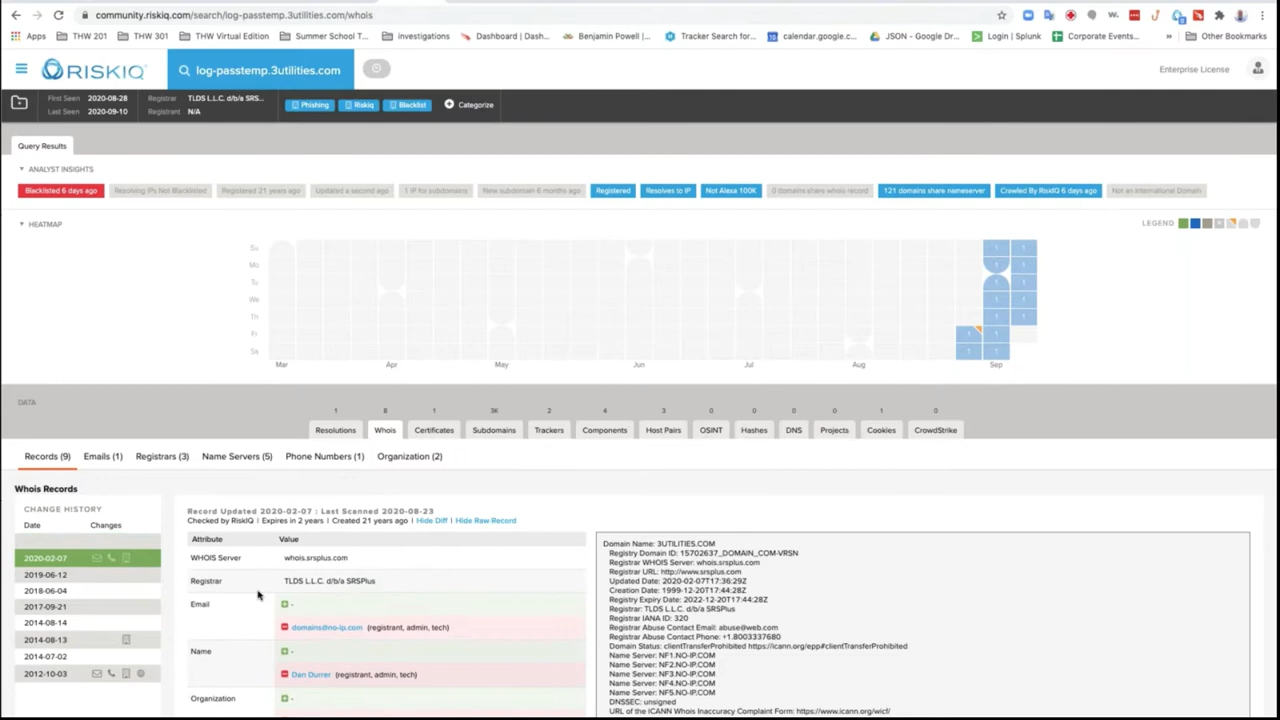 community.riskiq.com/search/log-passtemp.3utilities.com/whois
Apps THW 201 THW 301 THW Virtual Edition Summer School T... investigations Dashboard | Dash... Benjamin Powell |... Tracker Search for... calendar.google.c... JSON - Google Dr... Login | Splunk Corporate Events... » Other Bookmarks
RISKIQ log-passtemp.3utilities.com Enterprise License
First Seen 2020-08-28 Registrar TLDS L.L.C. d/b/a SRS... Phishing Riskiq Blacklist Categorize
Last Seen 2020-09-10 Registrant N/A
Query Results
ANALYST INSIGHTS
Blacklisted 6 days ago Resolving IPs Not Blacklisted Registered 21 years ago Updated a second ago 1 IP for subdomains New subdomain 6 months ago Registered Resolves to IP Not Alexa 100K 0 domains share whois record 121 domains share nameserver Crawled By RiskIQ 6 days ago Not an International Domain
HEATMAP LEGEND
Su 1 1
Mo 1 1
Tu 1 1
We 1 1
Th 1 1
Fr 1 1
Sa 1 1
Mar Apr May Jun Jul Aug Sep
DATA
1 8 1 3K 2 4 3 0 0 0 0 1 0
Resolutions Whois Certificates Subdomains Trackers Components Host Pairs OSINT Hashes DNS Projects Cookies CrowdStrike
Records (9) Emails (1) Registrars (3) Name Servers (5) Phone Numbers (1) Organization (2)
Whois Records
CHANGE HISTORY
Date Changes
2020-02-07
2019-06-12
2018-06-04
2017-09-21
2014-08-14
2014-08-13
2014-07-02
2012-10-03
Record Updated 2020-02-07 : Last Scanned 2020-08-23
Checked by RiskIQ | Expires in 2 years | Created 21 years ago | Hide Diff | Hide Raw Record
Attribute Value
WHOIS Server whois.srsplus.com
Registrar TLDS L.L.C. d/b/a SRSPlus
Email -
domains@no-ip.com (registrant, admin, tech)
Name -
Dan Durrer (registrant, admin, tech)
Organization -
Domain Name: 3UTILITIES.COM
Registry Domain ID: 15702637_DOMAIN_COM-VRSN
Registrar WHOIS Server: whois.srsplus.com
Registrar URL: http://www.srsplus.com
Updated Date: 2020-02-07T17:36:29Z
Creation Date: 1999-12-20T17:44:28Z
Registry Expiry Date: 2022-12-20T17:44:28Z
Registrar: TLDS L.L.C. d/b/a SRSPlus
Registrar IANA ID: 320
Registrar Abuse Contact Email: abuse@web.com
Registrar Abuse Contact Phone: +1.8003337680
Domain Status: clientTransferProhibited https://icann.org/epp#clientTransferProhibited
Name Server: NF1.NO-IP.COM
Name Server: NF2.NO-IP.COM
Name Server: NF3.NO-IP.COM
Name Server: NF4.NO-IP.COM
Name Server: NF5.NO-IP.COM
DNSSEC: unsigned
URL of the ICANN Whois Inaccuracy Complaint Form: https://www.icann.org/wicf/